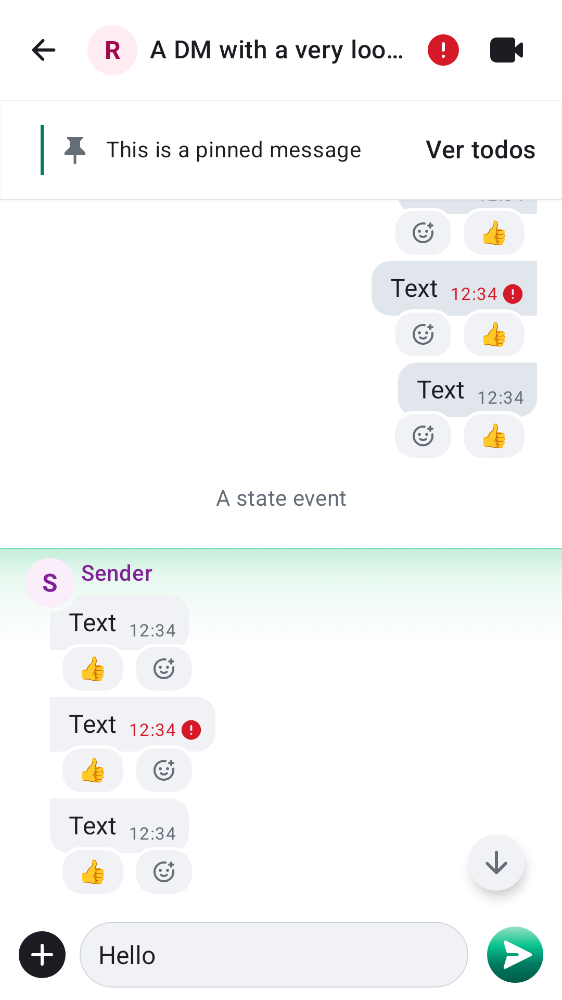 R A DM with a very loo...
This is a pinned message Ver todos
Text 12:34
Text 12:34
A state event
S Sender
Text 12:34
Text 12:34
Text 12:34
Hello